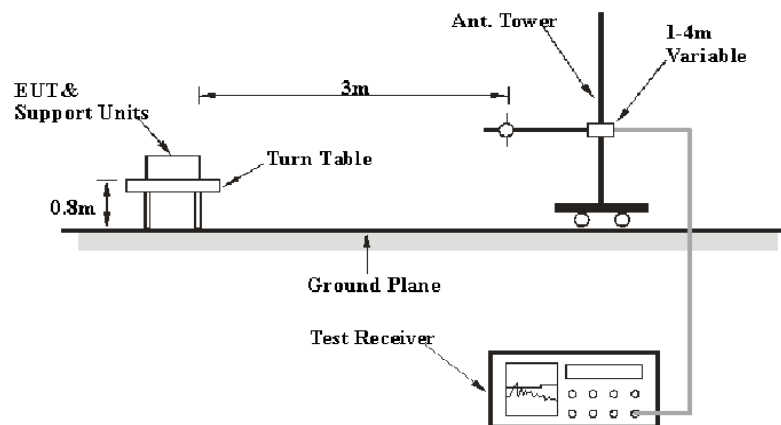 Ant. Tower
1-4m
Variable
EUT&
Support Units
3m
Turn Table
0.8m
Ground Plane
Test Receiver